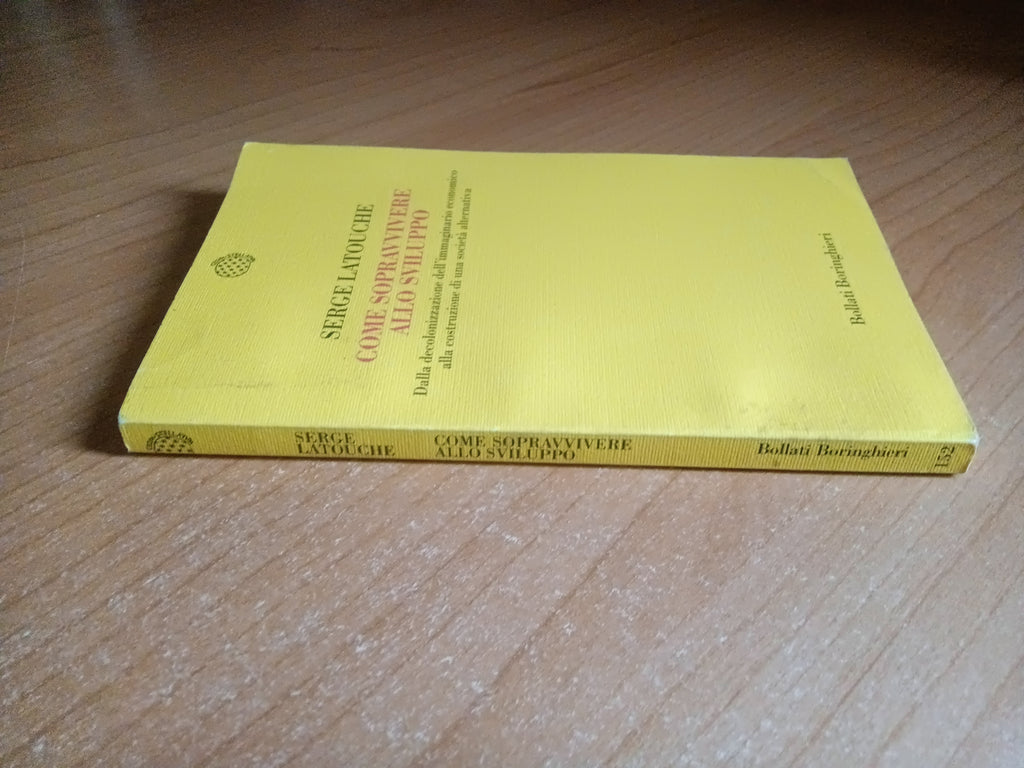 SERGE LATOUCHE
COME SOPRAVVIVERE
ALLO SVILUPPO
Dalla decolonizzazione dell'immaginario economico
alla costruzione di una società alternativa
Bollati Boringhieri
SERGE
LATOUCHE
COME SOPRAVVIVERE
ALLO SVILUPPO
Bollati Boringhieri
152